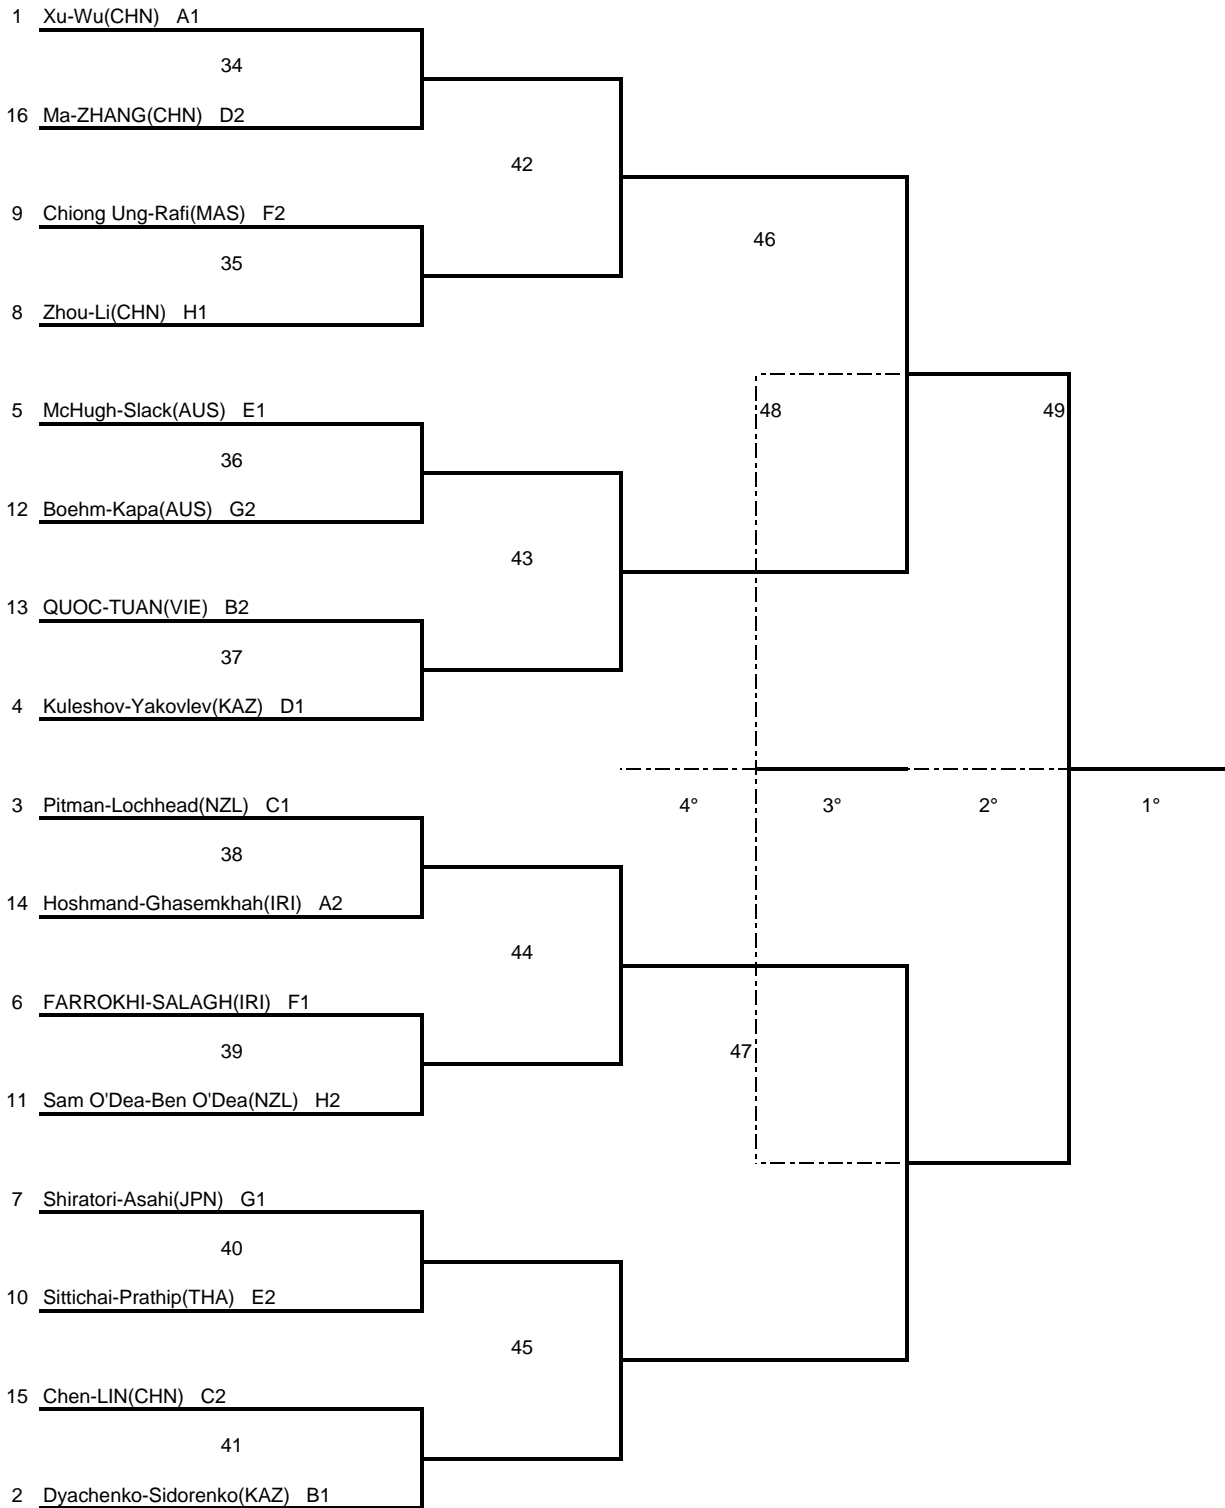 1 Xu-Wu(CHN) A1
34
16 Ma-ZHANG(CHN) D2
42
9 Chiong Ung-Rafi(MAS) F2
46
35
8 Zhou-Li(CHN) H1
5 McHugh-Slack(AUS) E1 48 49
36
12 Boehm-Kapa(AUS) G2
43
13 QUOC-TUAN(VIE) B2
37
4 Kuleshov-Yakovlev(KAZ) D1
3 Pitman-Lochhead(NZL) C1 4° 3° 2° 1°
38
14 Hoshmand-Ghasemkhah(IRI) A2
44
6 FARROKHI-SALAGH(IRI) F1
39 47
11 Sam O'Dea-Ben O'Dea(NZL) H2
7 Shiratori-Asahi(JPN) G1
40
10 Sittichai-Prathip(THA) E2
45
15 Chen-LIN(CHN) C2
41
2 Dyachenko-Sidorenko(KAZ) B1